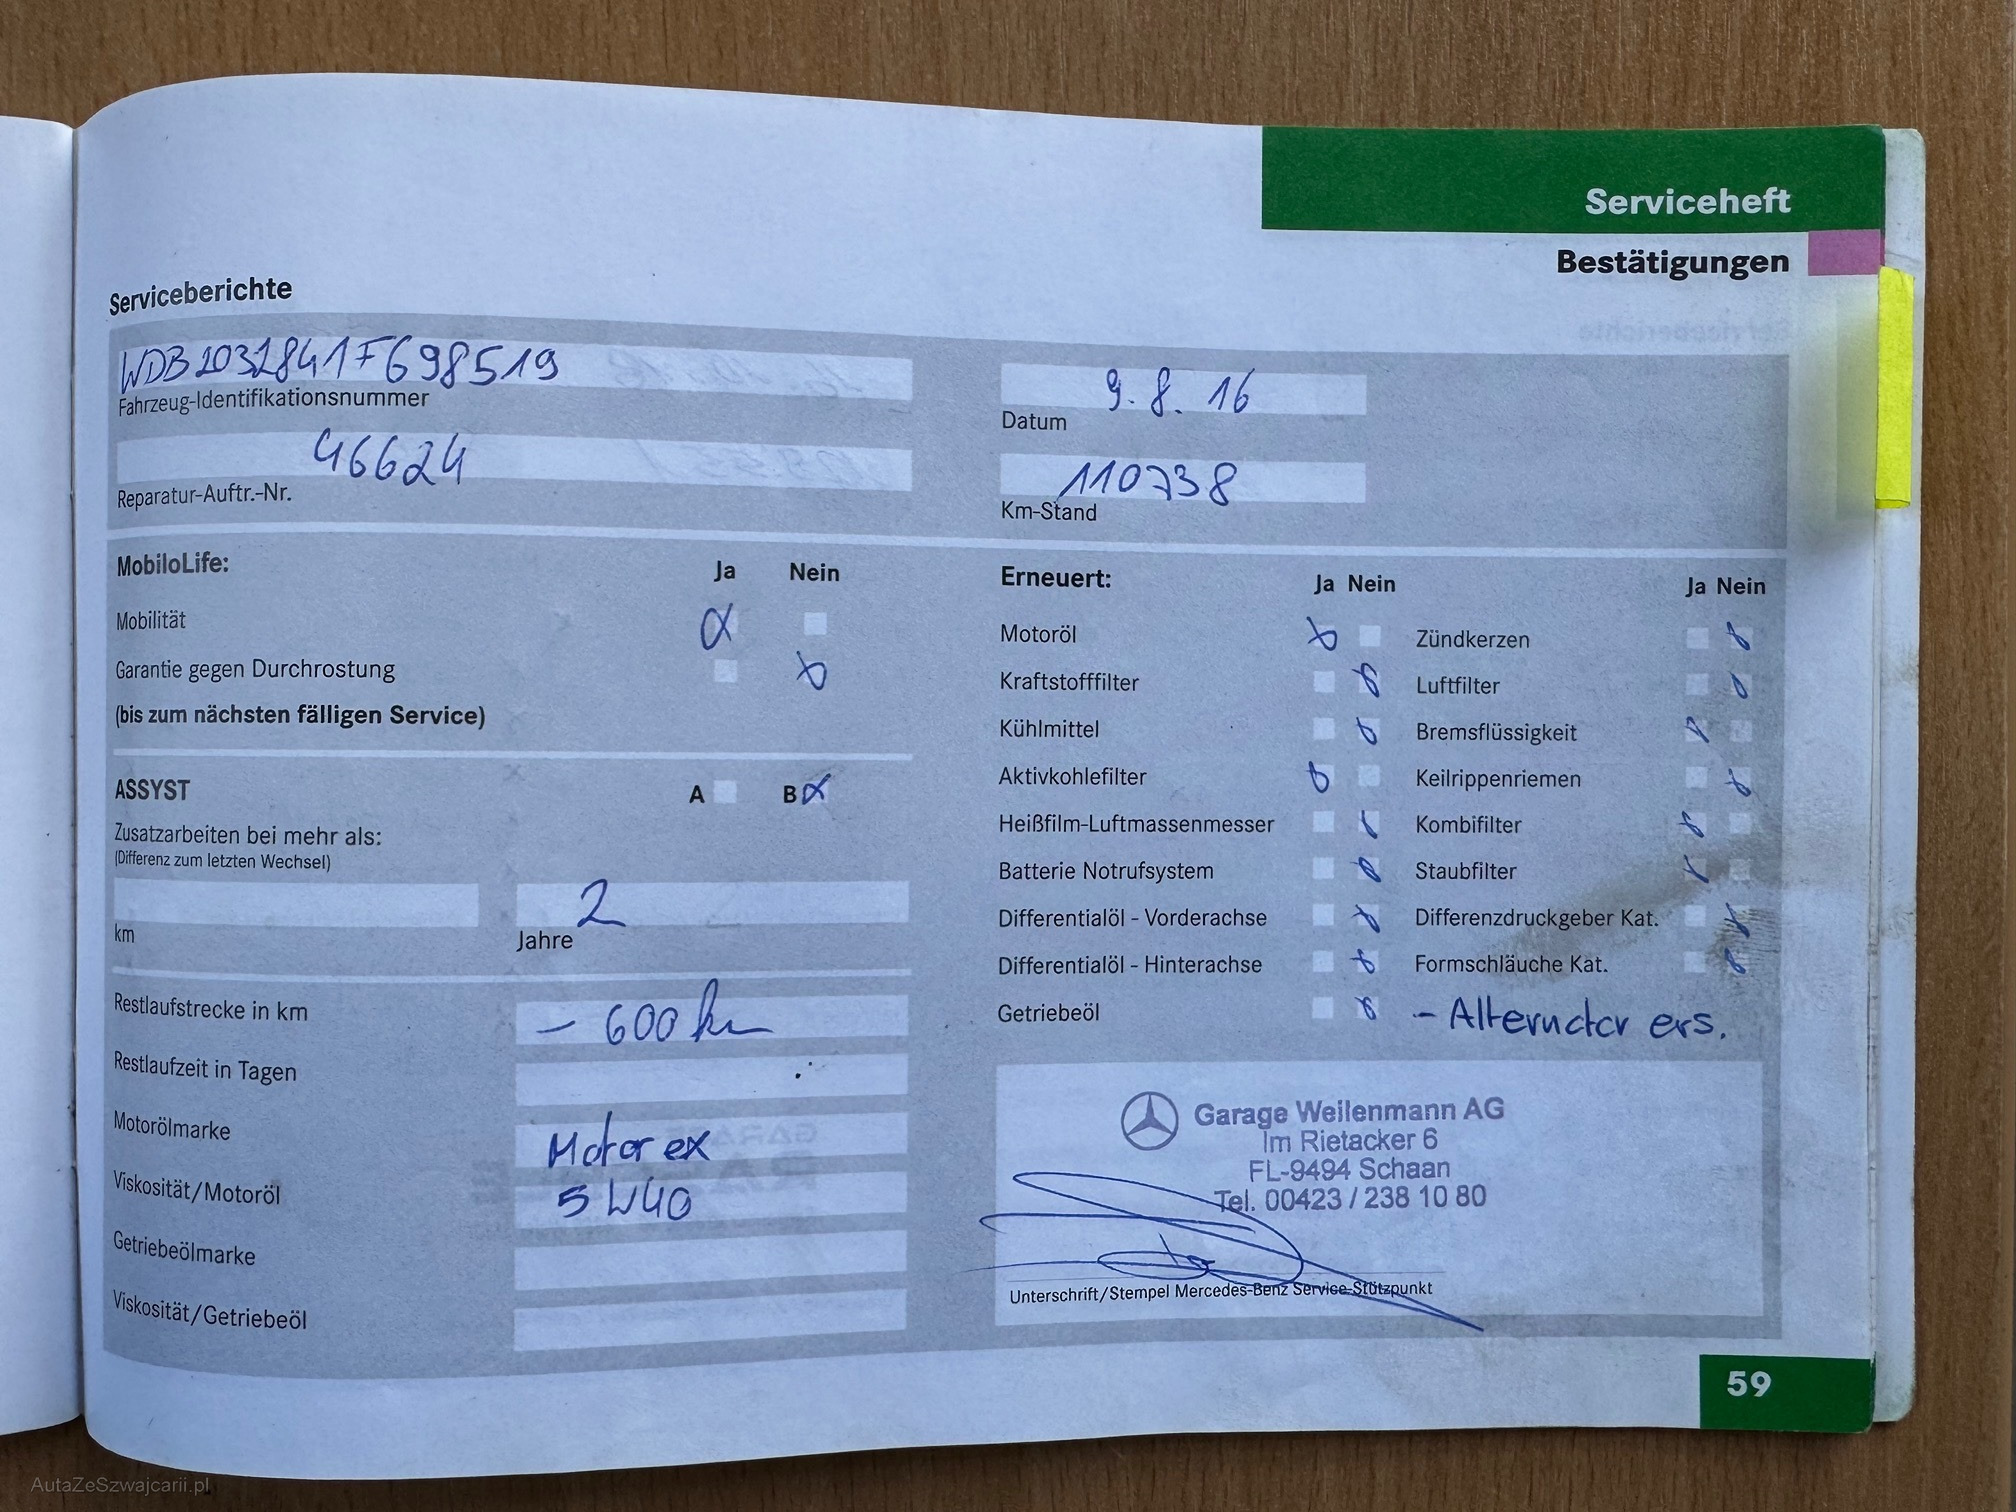 Serviceheft
Bestätigungen
Serviceberichte
WDB2032841F698519
Fahrzeug-Identifikationsnummer
9. 8. 16
Datum
46624
Reparatur-Auftr.-Nr.
110738
Km-Stand
MobiloLife:
Ja Nein
Mobilität
Garantie gegen Durchrostung
(bis zum nächsten fälligen Service)
ASSYST
A B
Zusatzarbeiten bei mehr als:
(Differenz zum letzten Wechsel)
2
km
Jahre
Restlaufstrecke in km
- 600 km
Restlaufzeit in Tagen
Motorölmarke
Motorex
Viskosität/Motoröl
5W40
Getriebeölmarke
Viskosität/Getriebeöl
Erneuert:
Ja Nein
Ja Nein
Motoröl
Zündkerzen
Kraftstofffilter
Luftfilter
Kühlmittel
Bremsflüssigkeit
Aktivkohlefilter
Keilrippenriemen
Heißfilm-Luftmassenmesser
Kombifilter
Batterie Notrufsystem
Staubfilter
Differentialöl - Vorderachse
Differenzdruckgeber Kat.
Differentialöl - Hinterachse
Formschläuche Kat.
Getriebeöl
- Alternator ers.
Garage Weilenmann AG
Im Rietacker 6
FL-9494 Schaan
Tel. 00423 / 238 10 80
Unterschrift/Stempel Mercedes-Benz Service-Stützpunkt
59
AutaZeSzwajcarii.pl